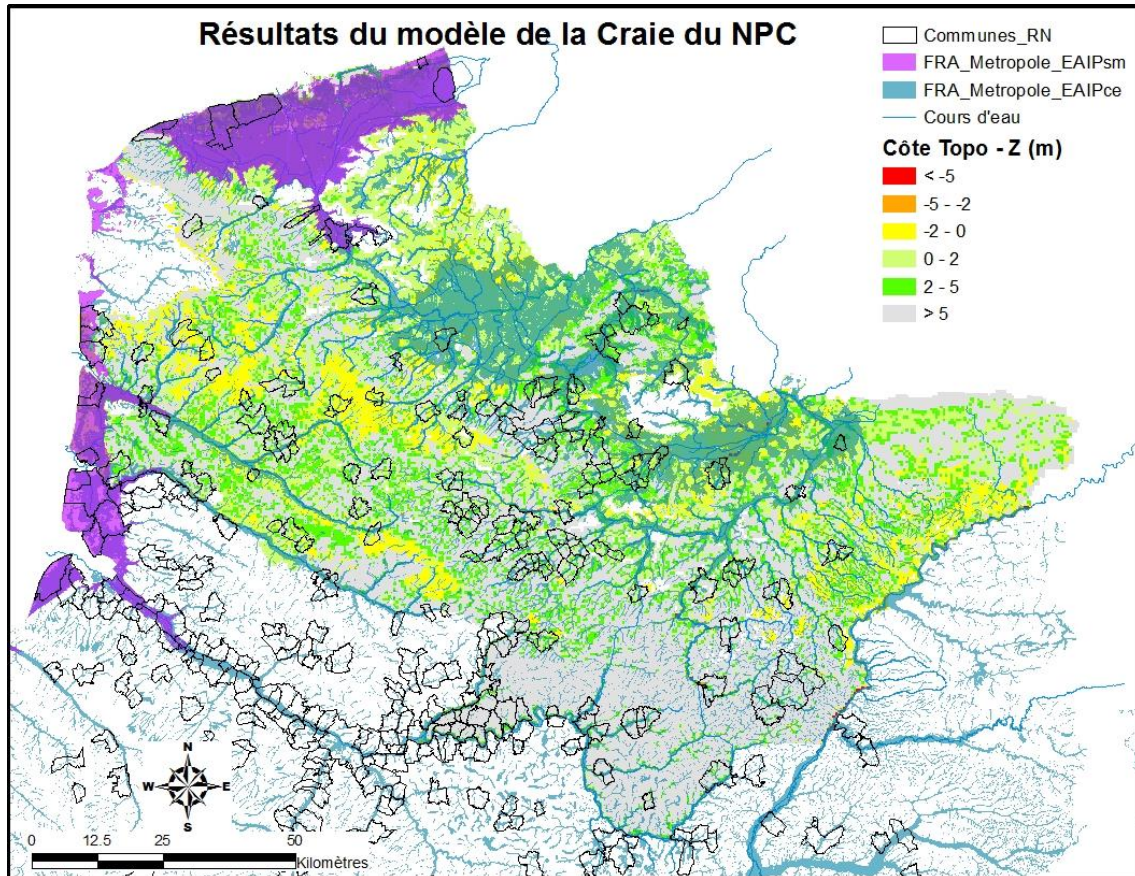 Résultats du modèle de la Craie du NPC
Communes_RN
FRA_Metropole_EAIPsm
FRA_Metropole_EAIPce
Cours d'eau
Côte Topo - Z (m)
< -5
-5 - -2
-2 - 0
0 - 2
2 - 5
> 5
N
W E
S
0 12.5 25 50
Kilomètres